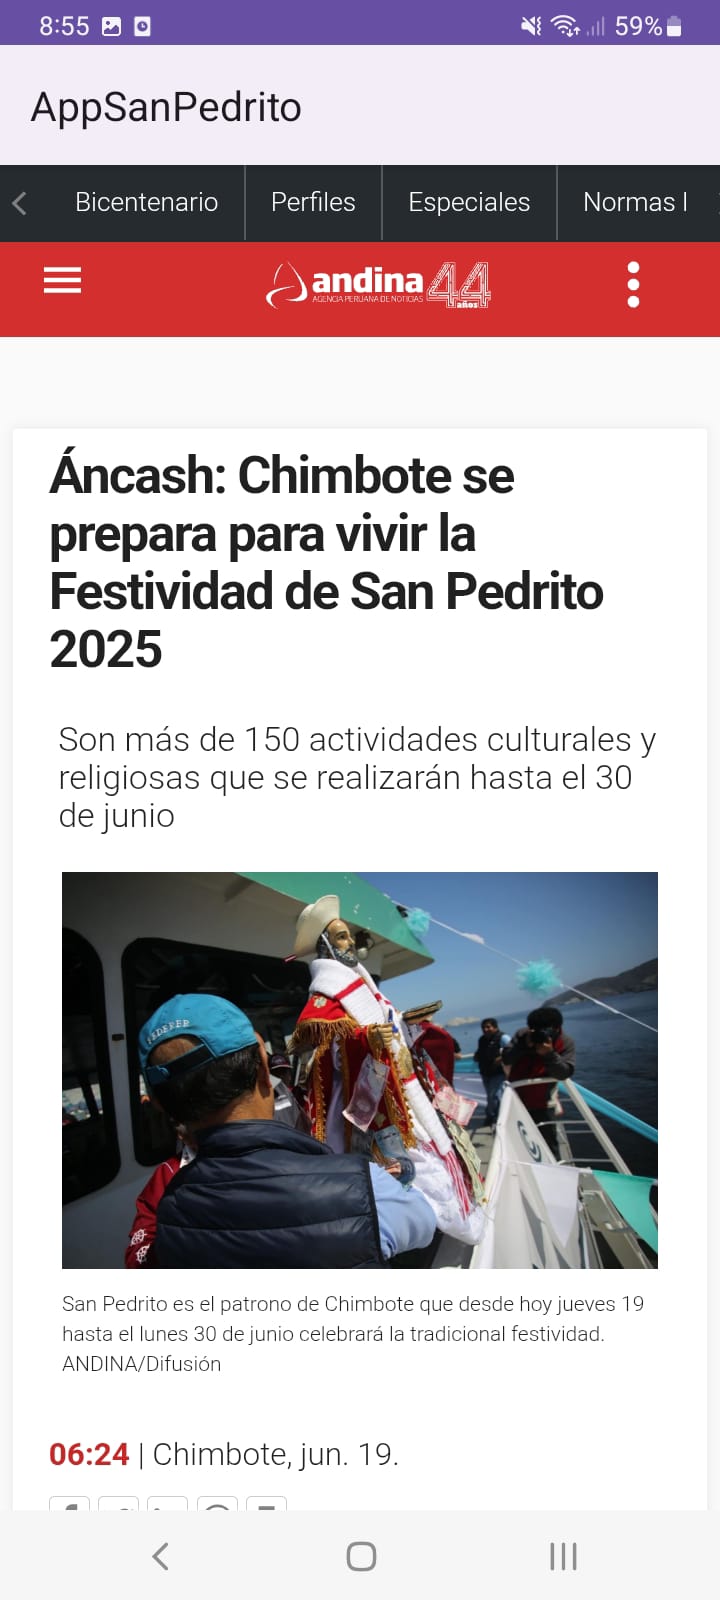 8:55
59%
AppSanPedrito
Bicentenario
Perfiles
Especiales
Normas l
andina 44
AGENCIA PERUANA DE NOTICIAS
años
Áncash: Chimbote se
prepara para vivir la
Festividad de San Pedrito
2025
Son más de 150 actividades culturales y
religiosas que se realizarán hasta el 30
de junio
FEDERER
San Pedrito es el patrono de Chimbote que desde hoy jueves 19
hasta el lunes 30 de junio celebrará la tradicional festividad.
ANDINA/Difusión
06:24 | Chimbote, jun. 19.